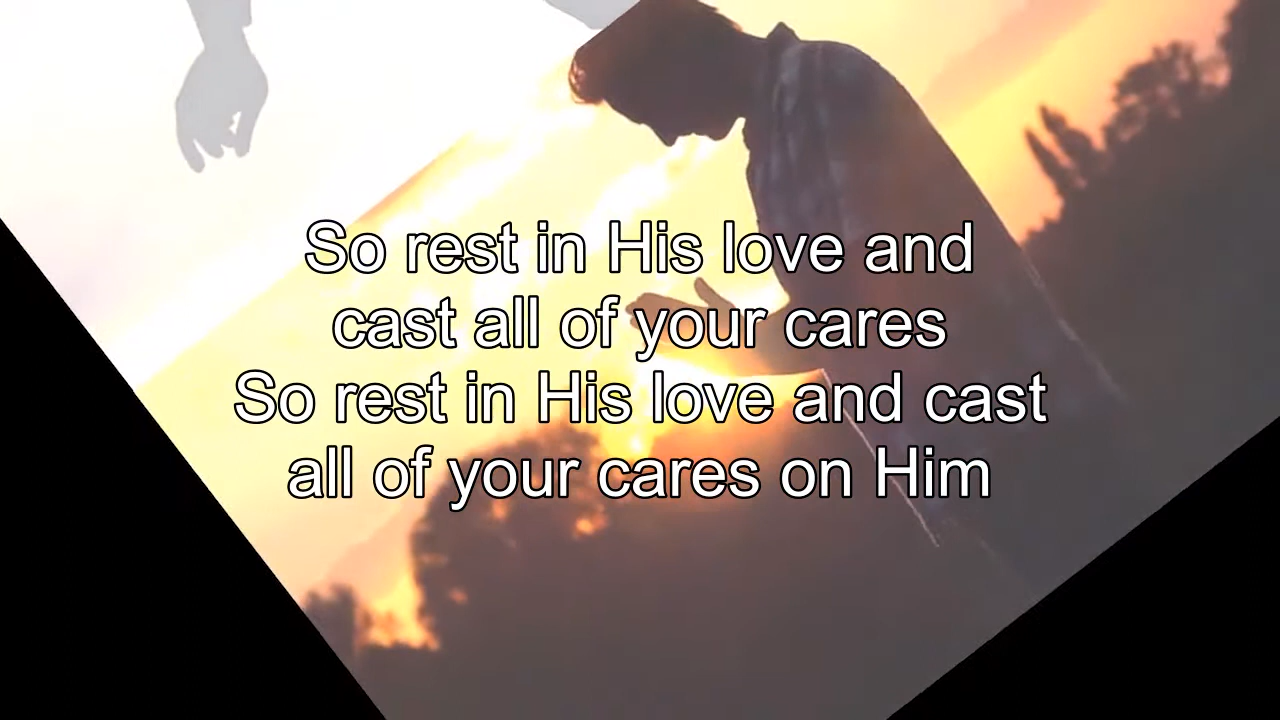 So rest in His love and
cast all of your cares
So rest in His love and cast
all of your cares on Him